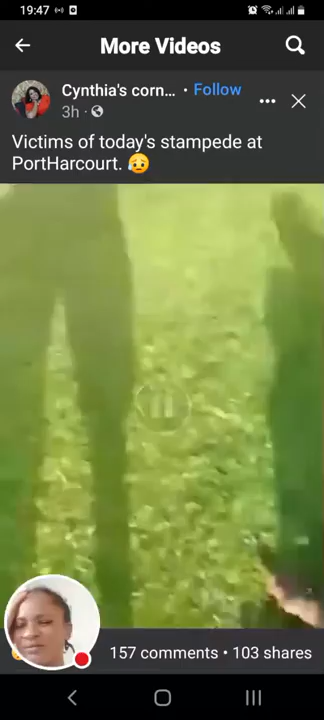 19:47
More Videos
Cynthia's corn... · Follow
3h ·
Victims of today's stampede at
PortHarcourt. 😥
157 comments • 103 shares